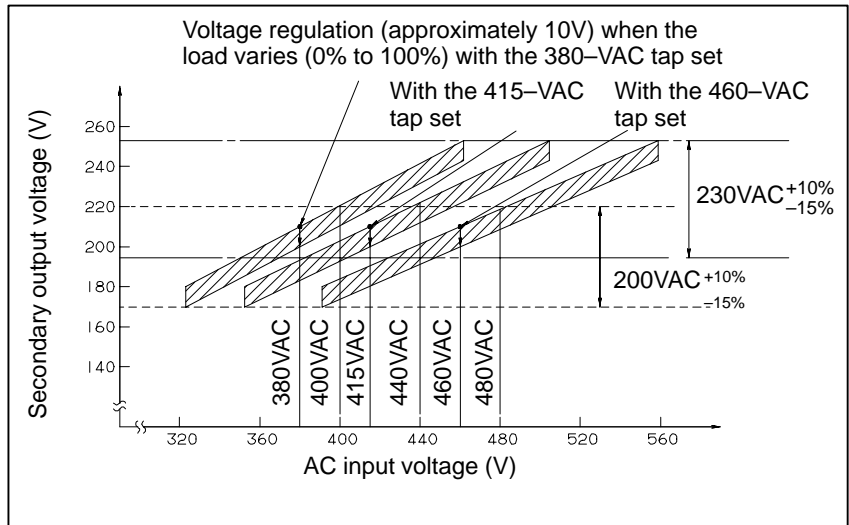 Voltage regulation (approximately 10V) when the
load varies (0% to 100%) with the 380–VAC tap set
With the 415–VAC
tap set
With the 460–VAC
tap set
Secondary output voltage (V)
260
240
220
200
180
160
140
230VAC +10%
–15%
200VAC +10%
–15%
380VAC
400VAC
415VAC
440VAC
460VAC
480VAC
320
360
400
440
480
520
560
AC input voltage (V)